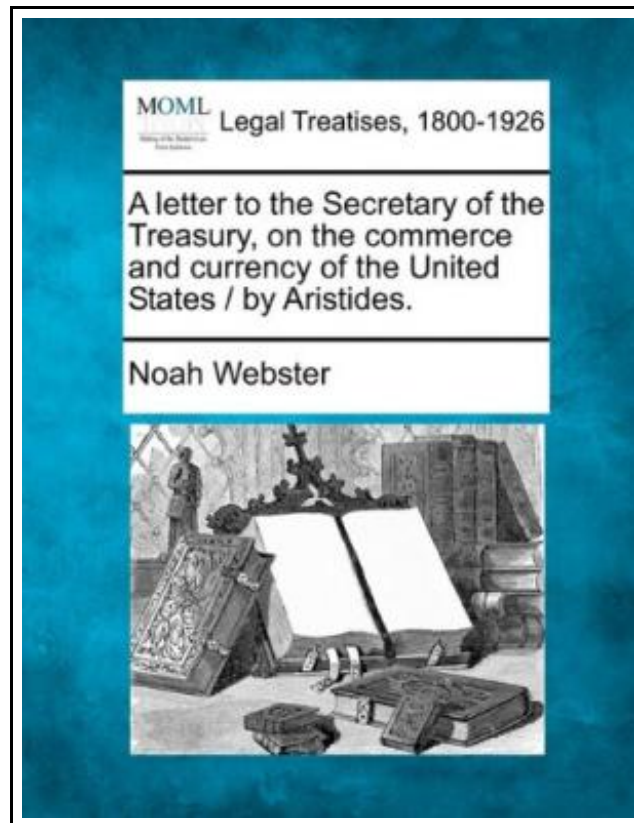 MOML
Legal Treatises, 1800-1926
A letter to the Secretary of the
Treasury, on the commerce
and currency of the United
States / by Aristides.
Noah Webster